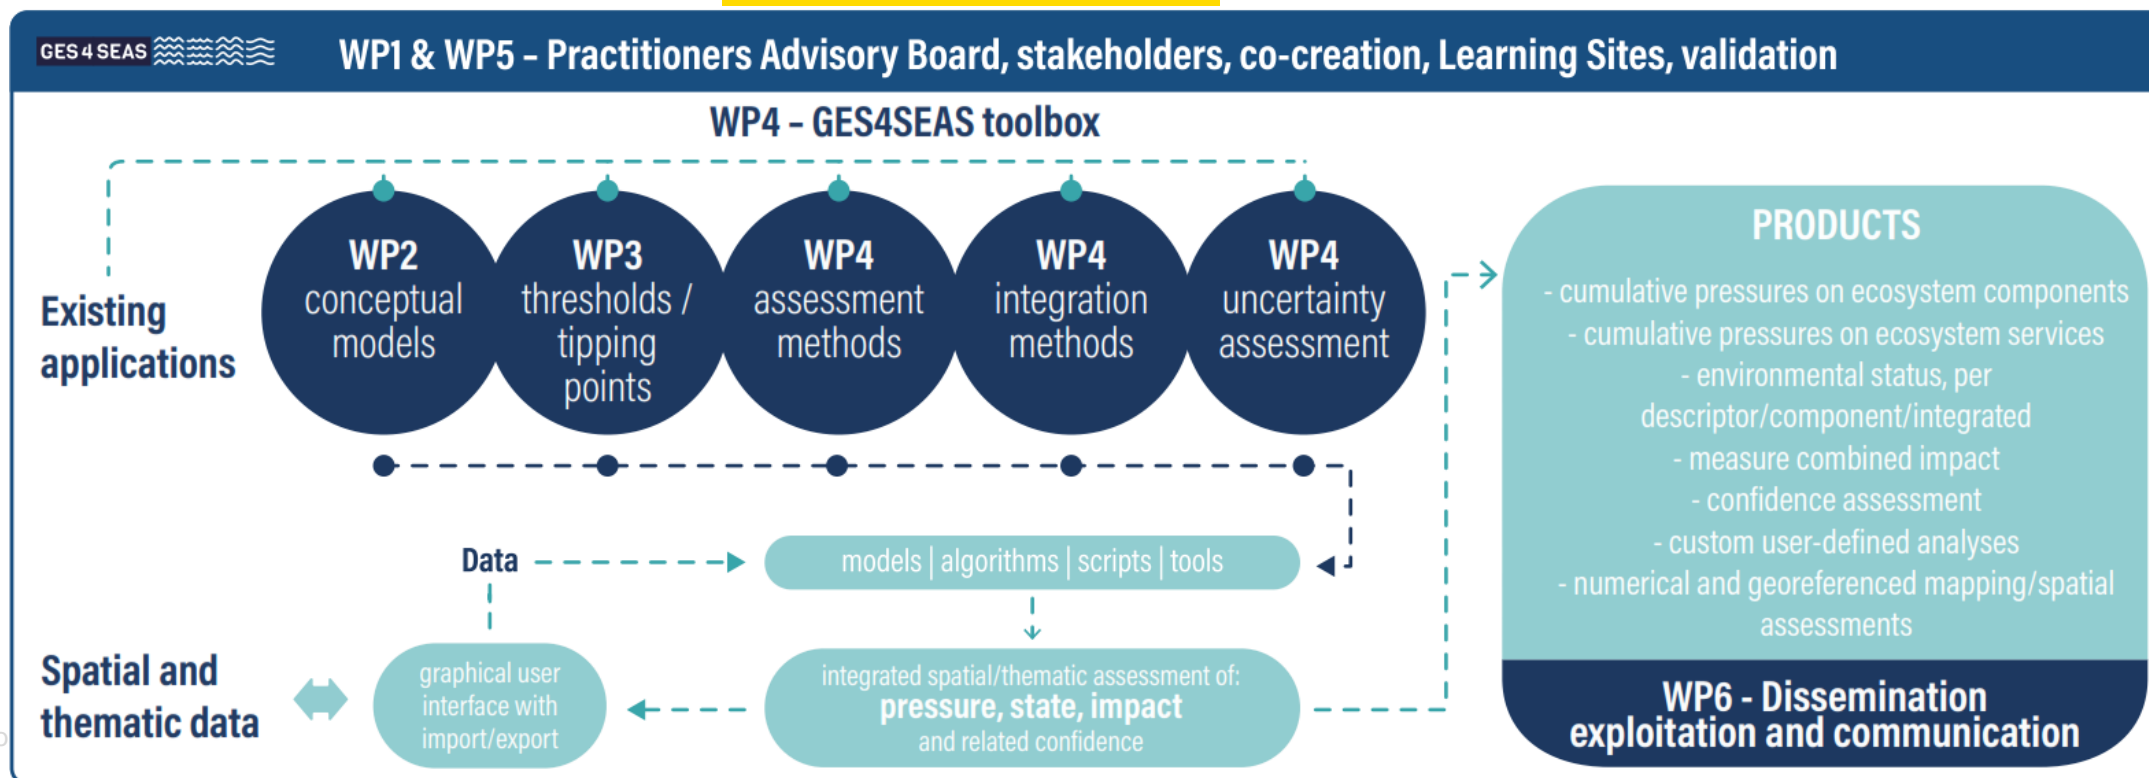 GES4SEAS
WP1 & WP5 – Practitioners Advisory Board, stakeholders, co-creation, Learning Sites, validation
WP4 – GES4SEAS toolbox
Existing
applications
WP2
conceptual
models
WP3
thresholds /
tipping
points
WP4
assessment
methods
WP4
integration
methods
WP4
uncertainty
assessment
Data
models | algorithms | scripts | tools
Spatial and
thematic data
graphical user
interface with
import/export
integrated spatial/thematic assessment of:
pressure, state, impact
and related confidence
PRODUCTS
- cumulative pressures on ecosystem components
- cumulative pressures on ecosystem services
- environmental status, per
descriptor/component/integrated
- measure combined impact
- confidence assessment
- custom user-defined analyses
- numerical and georeferenced mapping/spatial
assessments
WP6 - Dissemination
exploitation and communication